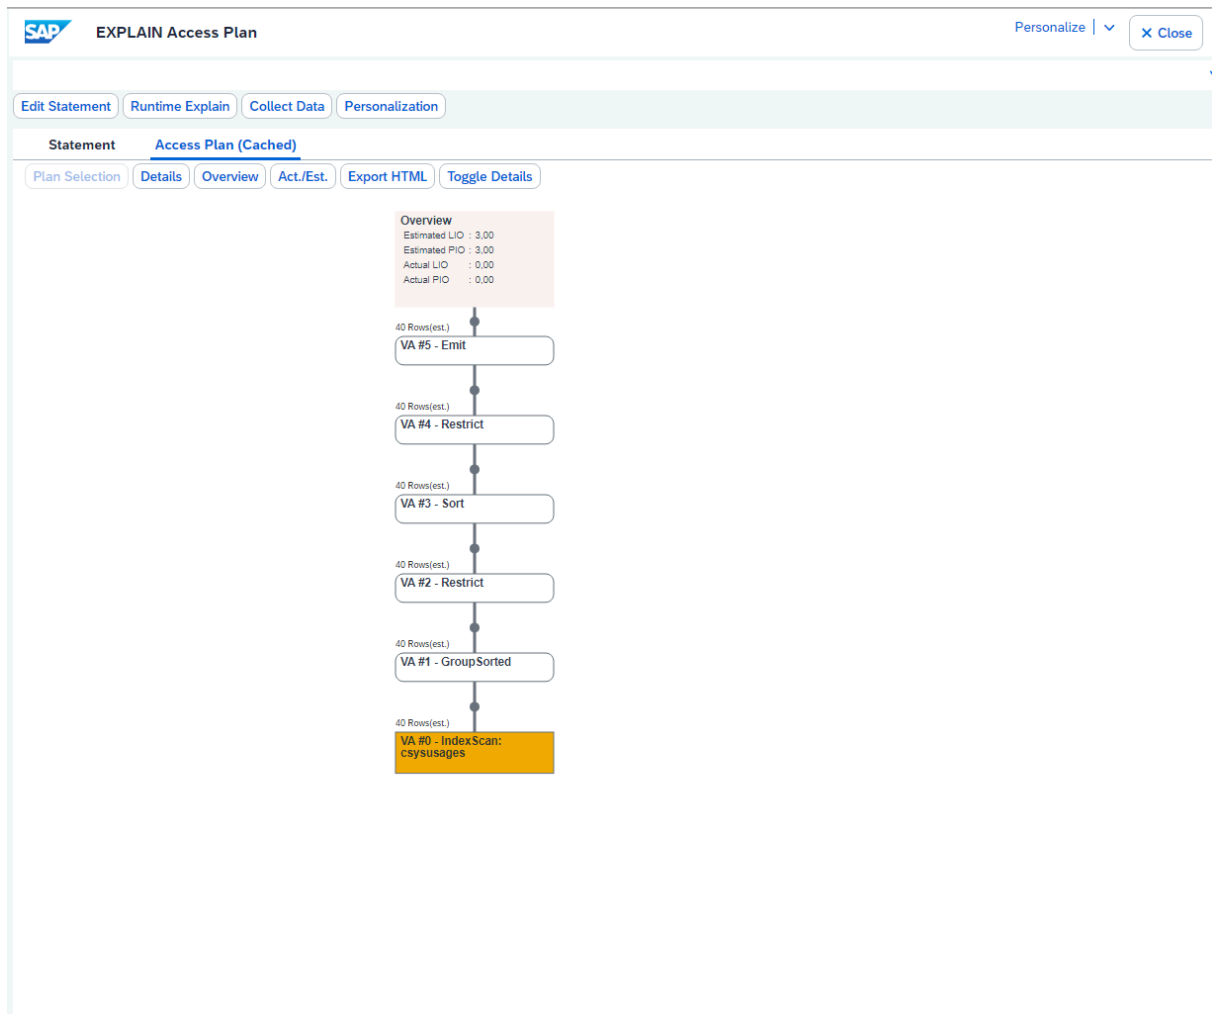 SAP EXPLAIN Access Plan Personalize Close
Edit Statement Runtime Explain Collect Data Personalization
Statement Access Plan (Cached)
Plan Selection Details Overview Act./Est. Export HTML Toggle Details
Overview
Estimated LIO : 3,00
Estimated PIO : 3,00
Actual LIO : 0,00
Actual PIO : 0,00
40 Rows(est.)
VA #5 - Emit
40 Rows(est.)
VA #4 - Restrict
40 Rows(est.)
VA #3 - Sort
40 Rows(est.)
VA #2 - Restrict
40 Rows(est.)
VA #1 - GroupSorted
40 Rows(est.)
VA #0 - IndexScan:
csysusages